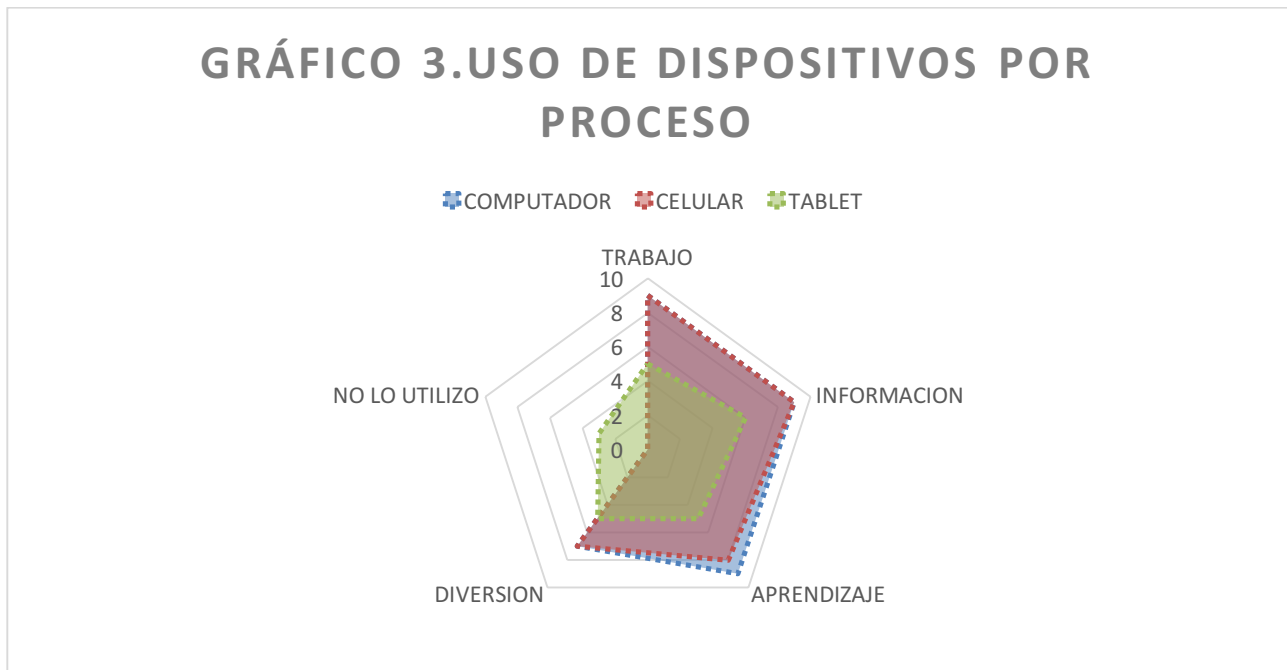 GRÁFICO 3.USO DE DISPOSITIVOS POR
PROCESO
COMPUTADOR CELULAR TABLET
TRABAJO
10
8
6
4
2
0
INFORMACION
APRENDIZAJE
DIVERSION
NO LO UTILIZO